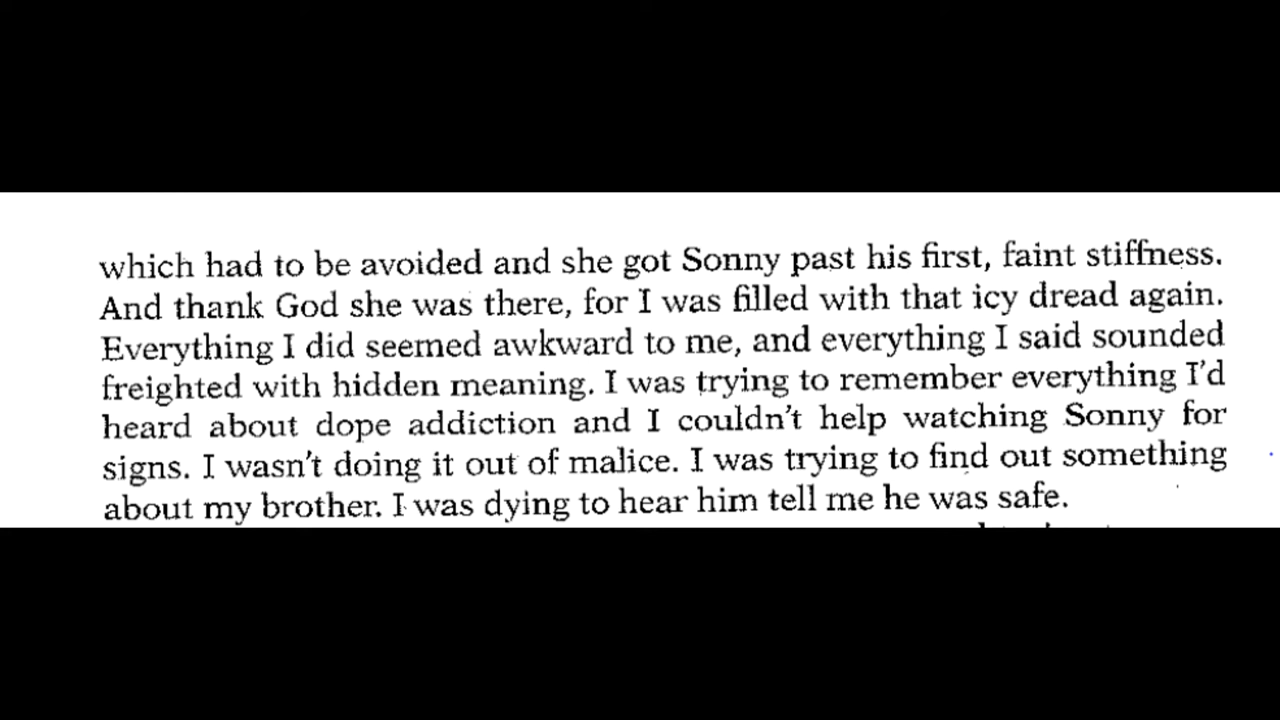 which had to be avoided and she got Sonny past his first, faint stiffness.
And thank God she was there, for I was filled with that icy dread again.
Everything I did seemed awkward to me, and everything I said sounded
freighted with hidden meaning. I was trying to remember everything I'd
heard about dope addiction and I couldn't help watching Sonny for
signs. I wasn't doing it out of malice. I was trying to find out something
about my brother. I was dying to hear him tell me he was safe.